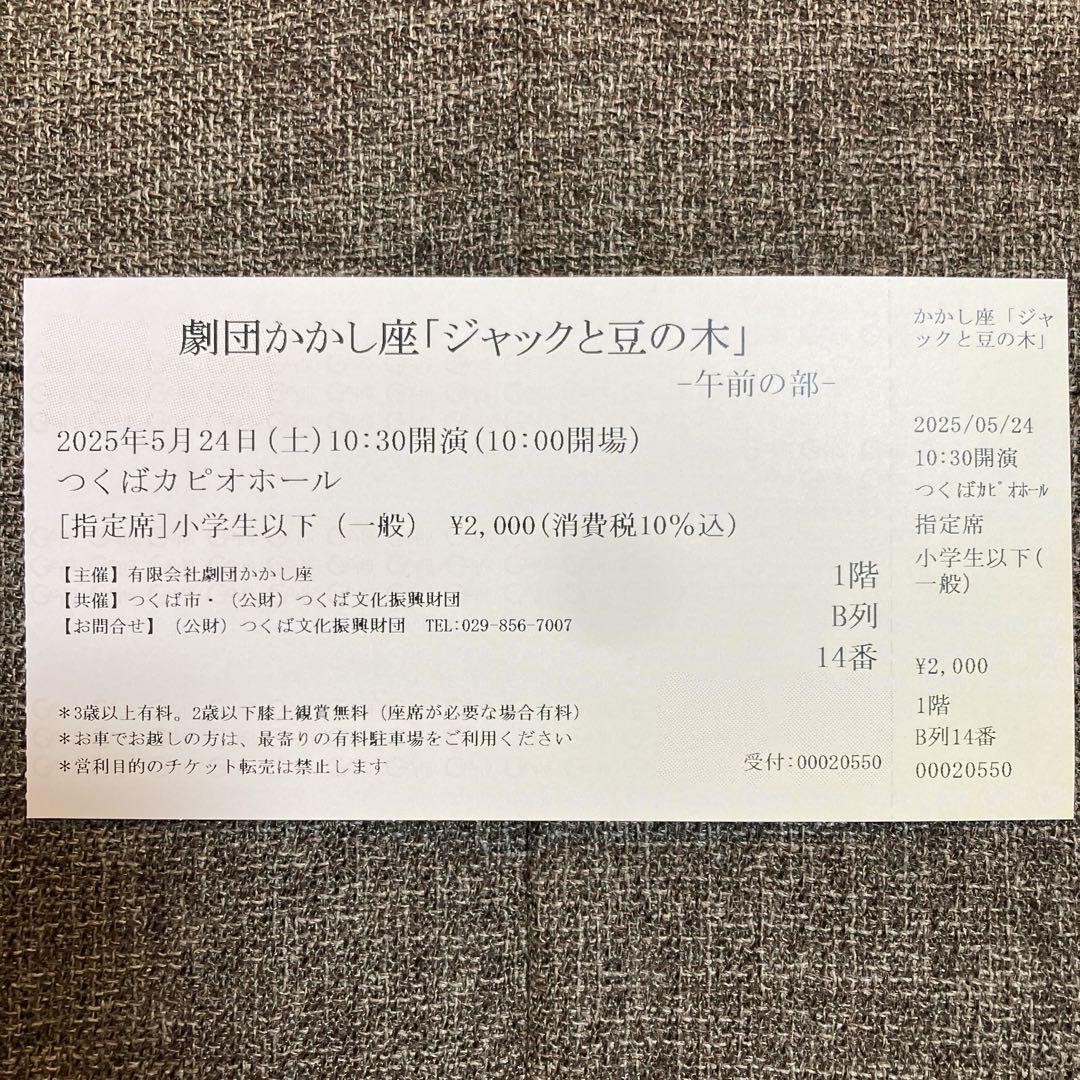 劇団かかし座「ジャックと豆の木」
-午前の部-
2025年5月24日(土)10:30開演(10:00開場)
つくばカピオホール
[指定席]小学生以下（一般） ¥2,000(消費税10%込)
【主催】有限会社劇団かかし座
【共催】つくば市・（公財）つくば文化振興財団
【お問合せ】（公財）つくば文化振興財団 TEL:029-856-7007
1階
B列
14番
＊3歳以上有料。2歳以下膝上観賞無料（座席が必要な場合有料）
＊お車でお越しの方は、最寄りの有料駐車場をご利用ください
＊営利目的のチケット転売は禁止します
受付:00020550
かかし座「ジャ
ックと豆の木」
2025/05/24
10:30開演
つくばｶﾋﾟｵﾎｰﾙ
指定席
小学生以下(
一般)
¥2,000
1階
B列14番
00020550